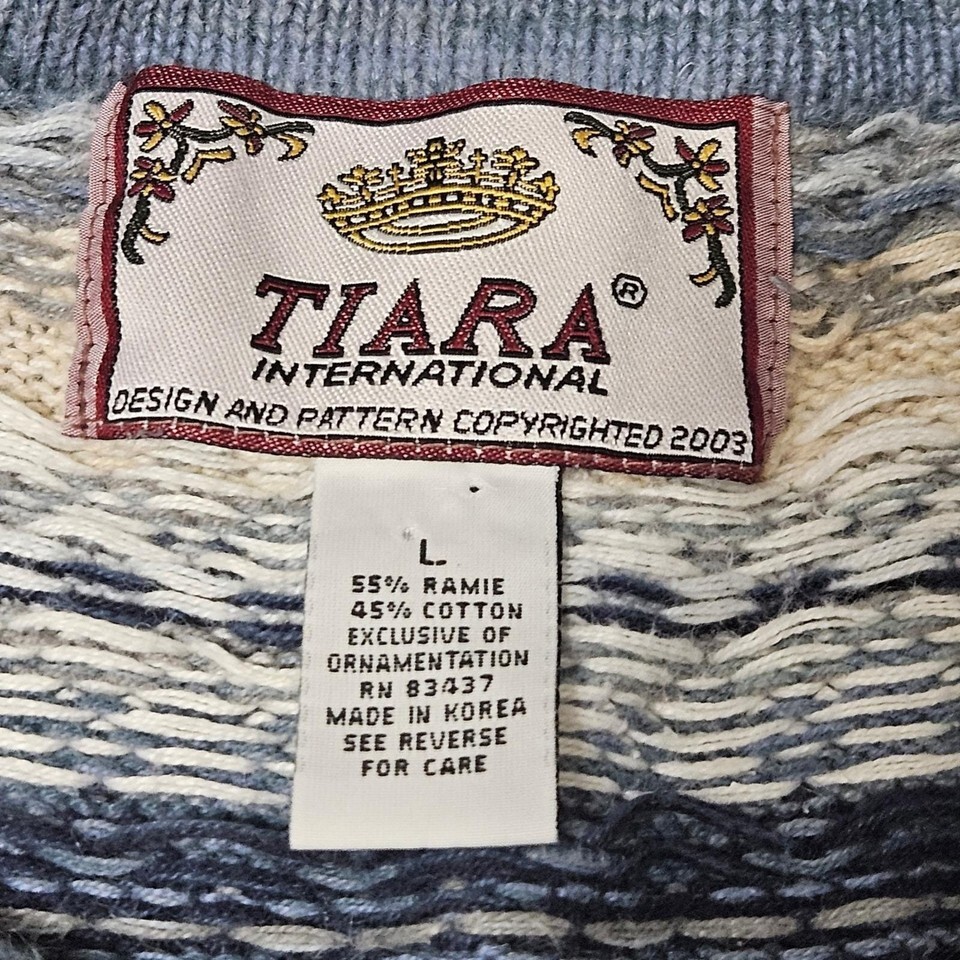 TIARA®
INTERNATIONAL
DESIGN AND PATTERN COPYRIGHTED 2003
L
55% RAMIE
45% COTTON
EXCLUSIVE OF
ORNAMENTATION
RN 83437
MADE IN KOREA
SEE REVERSE
FOR CARE